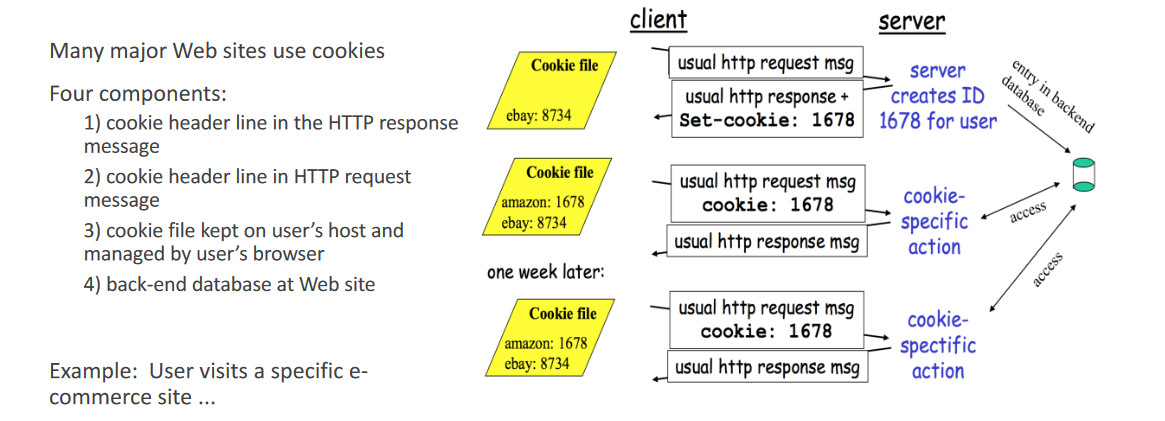 Many major Web sites use cookies
Four components:
1) cookie header line in the HTTP response
message
2) cookie header line in HTTP request
message
3) cookie file kept on user's host and
managed by user's browser
4) back-end database at Web site
Example: User visits a specific e-
commerce site ...
client
server
Cookie file
ebay: 8734
usual http request msg
usual http response +
Set-cookie: 1678
server
creates ID
1678 for user
entry in backend
database
Cookie file
amazon: 1678
ebay: 8734
usual http request msg
cookie: 1678
usual http response msg
cookie-
specific
action
access
one week later:
Cookie file
amazon: 1678
ebay: 8734
usual http request msg
cookie: 1678
usual http response msg
cookie-
spectific
action
access